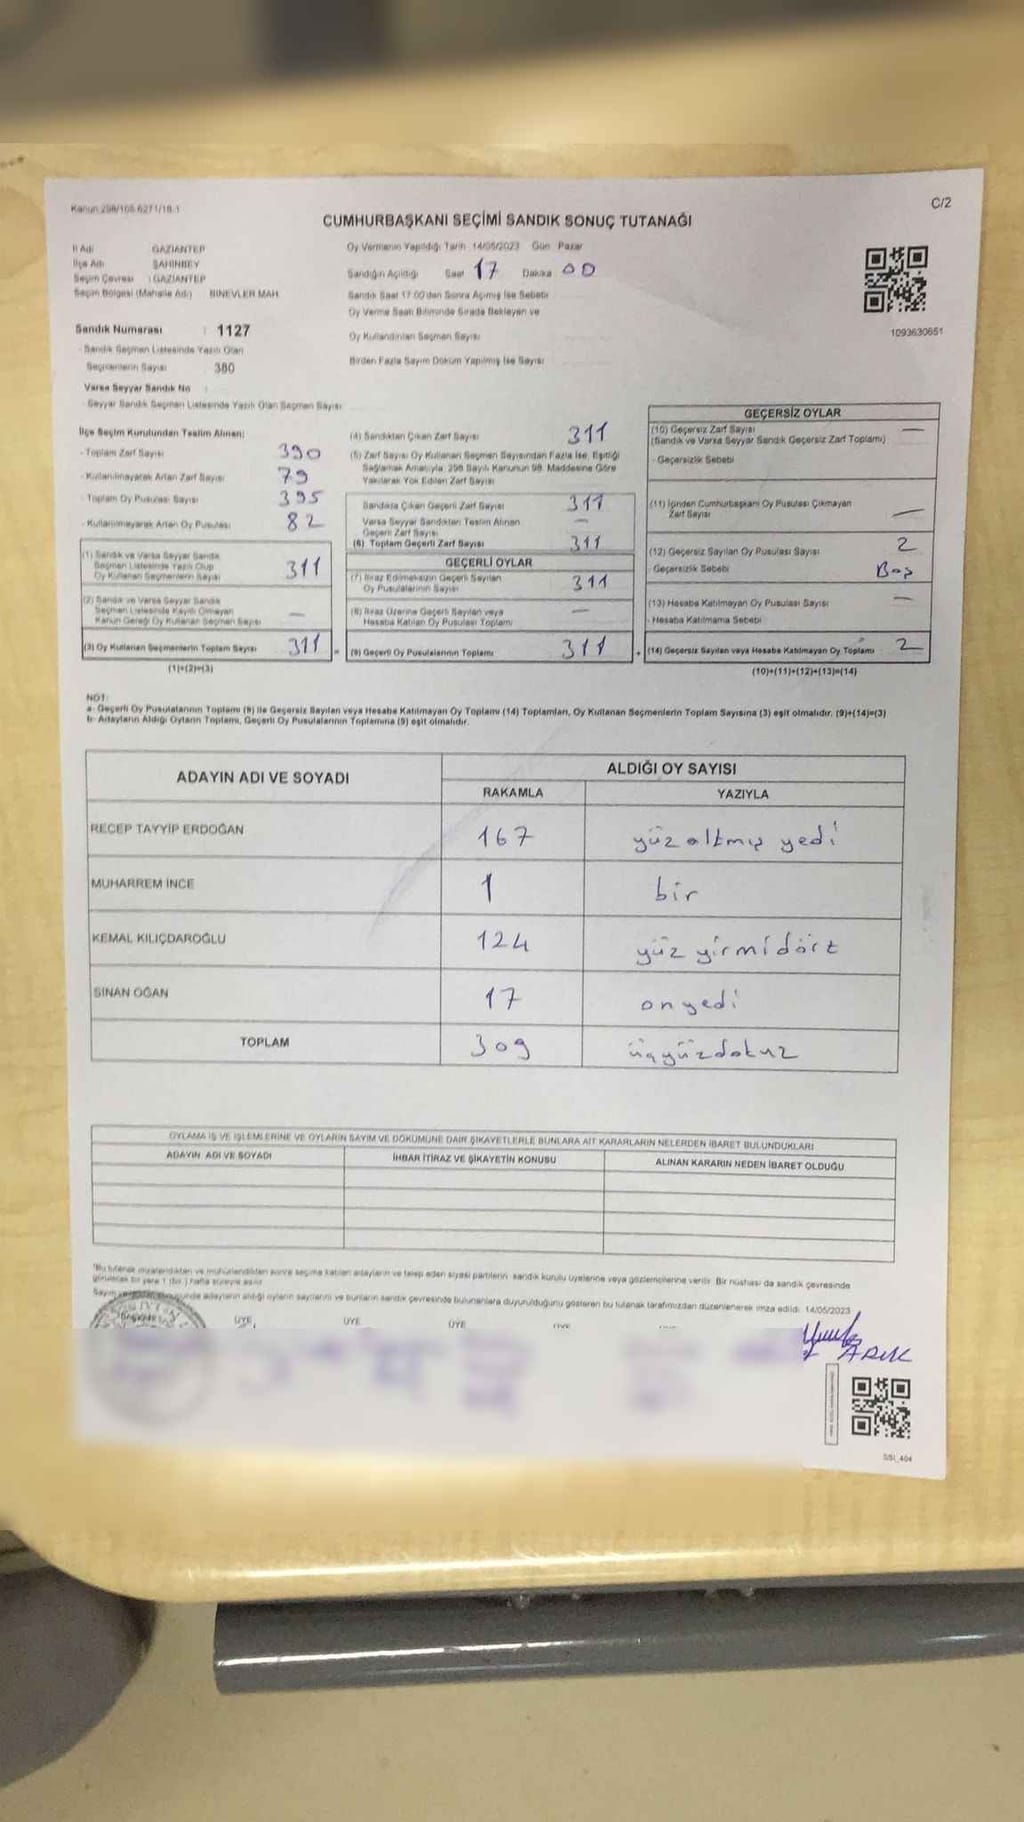 Kanun:298/105-6271/18-1
C/2
CUMHURBAŞKANI SEÇİMİ SANDIK SONUÇ TUTANAĞI
İl Adı : GAZİANTEP
İlçe Adı : ŞAHİNBEY
Seçim Çevresi : GAZİANTEP
Seçim Bölgesi (Mahalle Adı) BİNEVLER MAH.
Oy Vermenin Yapıldığı Tarih 14/05/2023 Gün Pazar
Sandığın Açıldığı Saat 17 Dakika 00
Sandık Saat 17.00'dan Sonra Açılmış İse Sebebi
Oy Verme Saati Bitiminde Sırada Bekleyen ve
Oy Kullandırılan Seçmen Sayısı
Birden Fazla Sayım Döküm Yapılmış İse Sayısı
1093630651
Sandık Numarası : 1127
- Sandık Seçmen Listesinde Yazılı Olan
Seçmenlerin Sayısı 380
Varsa Seyyar Sandık No :
- Seyyar Sandık Seçmen Listesinde Yazılı Olan Seçmen Sayısı
İlçe Seçim Kurulundan Teslim Alınan;
- Toplam Zarf Sayısı 390
- Kullanılmayarak Artan Zarf Sayısı 79
- Toplam Oy Pusulası Sayısı 395
- Kullanılmayarak Artan Oy Pusulası 82
(1) Sandık ve Varsa Seyyar Sandık
Seçmen Listesinde Yazılı Olup
Oy Kullanan Seçmenlerin Sayısı 311
(2) Sandık ve Varsa Seyyar Sandık
Seçmen Listesinde Kayıtlı Olmayan
Kanun Gereği Oy Kullanan Seçmen Sayısı —
(3) Oy Kullanan Seçmenlerin Toplam Sayısı 311
(1)+(2)=(3)
(4) Sandıktan Çıkan Zarf Sayısı 311
(5) Zarf Sayısı Oy Kullanan Seçmen Sayısından Fazla İse, Eşitliği
Sağlamak Amacıyla, 298 Sayılı Kanunun 98. Maddesine Göre
Yakılarak Yok Edilen Zarf Sayısı
Sandıkta Çıkan Geçerli Zarf Sayısı 311
Varsa Seyyar Sandıktan Teslim Alınan
Geçerli Zarf Sayısı —
(6) Toplam Geçerli Zarf Sayısı 311
GEÇERLİ OYLAR
(7) İtiraz Edilmeksizin Geçerli Sayılan
Oy Pusulalarının Sayısı 311
(8) İtiraz Üzerine Geçerli Sayılan veya
Hesaba Katılan Oy Pusulası Toplamı —
= (9) Geçerli Oy Pusulalarının Toplamı 311
GEÇERSİZ OYLAR
(10) Geçersiz Zarf Sayısı —
(Sandık ve Varsa Seyyar Sandık Geçersiz Zarf Toplamı)
- Geçersizlik Sebebi
(11) İçinden Cumhurbaşkanı Oy Pusulası Çıkmayan
Zarf Sayısı —
(12) Geçersiz Sayılan Oy Pusulası Sayısı 2
- Geçersizlik Sebebi Boş
(13) Hesaba Katılmayan Oy Pusulası Sayısı —
- Hesaba Katılmama Sebebi
+ (14) Geçersiz Sayılan veya Hesaba Katılmayan Oy Toplamı 2
(10)+(11)+(12)+(13)=(14)
NOT:
a- Geçerli Oy Pusulalarının Toplamı (9) ile Geçersiz Sayılan veya Hesaba Katılmayan Oy Toplamı (14) Toplamları, Oy Kullanan Seçmenlerin Toplam Sayısına (3) eşit olmalıdır. (9)+(14)=(3)
b- Adayların Aldığı Oyların Toplamı, Geçerli Oy Pusulalarının Toplamına (9) eşit olmalıdır.
ADAYIN ADI VE SOYADI
ALDIĞI OY SAYISI
RAKAMLA YAZIYLA
RECEP TAYYİP ERDOĞAN 167 yüz altmış yedi
MUHARREM İNCE 1 bir
KEMAL KILIÇDAROĞLU 124 yüz yirmidört
SİNAN OĞAN 17 onyedi
TOPLAM 309 üçyüzdokuz
OYLAMA İŞ VE İŞLEMLERİNE VE OYLARIN SAYIM VE DÖKÜMÜNE DAİR ŞİKAYETLERLE BUNLARA AİT KARARLARIN NELERDEN İBARET BULUNDUKLARI
ADAYIN ADI VE SOYADI İHBAR İTİRAZ VE ŞİKAYETİN KONUSU ALINAN KARARIN NEDEN İBARET OLDUĞU
*Bu tutanak imzalandıktan ve mühürlendikten sonra seçime katılan adayların ve talep eden siyasi partilerin sandık kurulu üyelerine veya gözlemcilerine verilir. Bir nüshası da sandık çevresinde
görülecek bir yere 1 (bir) hafta süreyle asılır
adayların aldığı oyların sayılarını ve bunların sandık çevresinde bulunanlara duyurulduğunu gösteren bu tutanak tarafımızdan düzenlenerek imza edildi. 14/05/2023
ÜYE ÜYE ÜYE ÜYE
ARIK
SSI_404